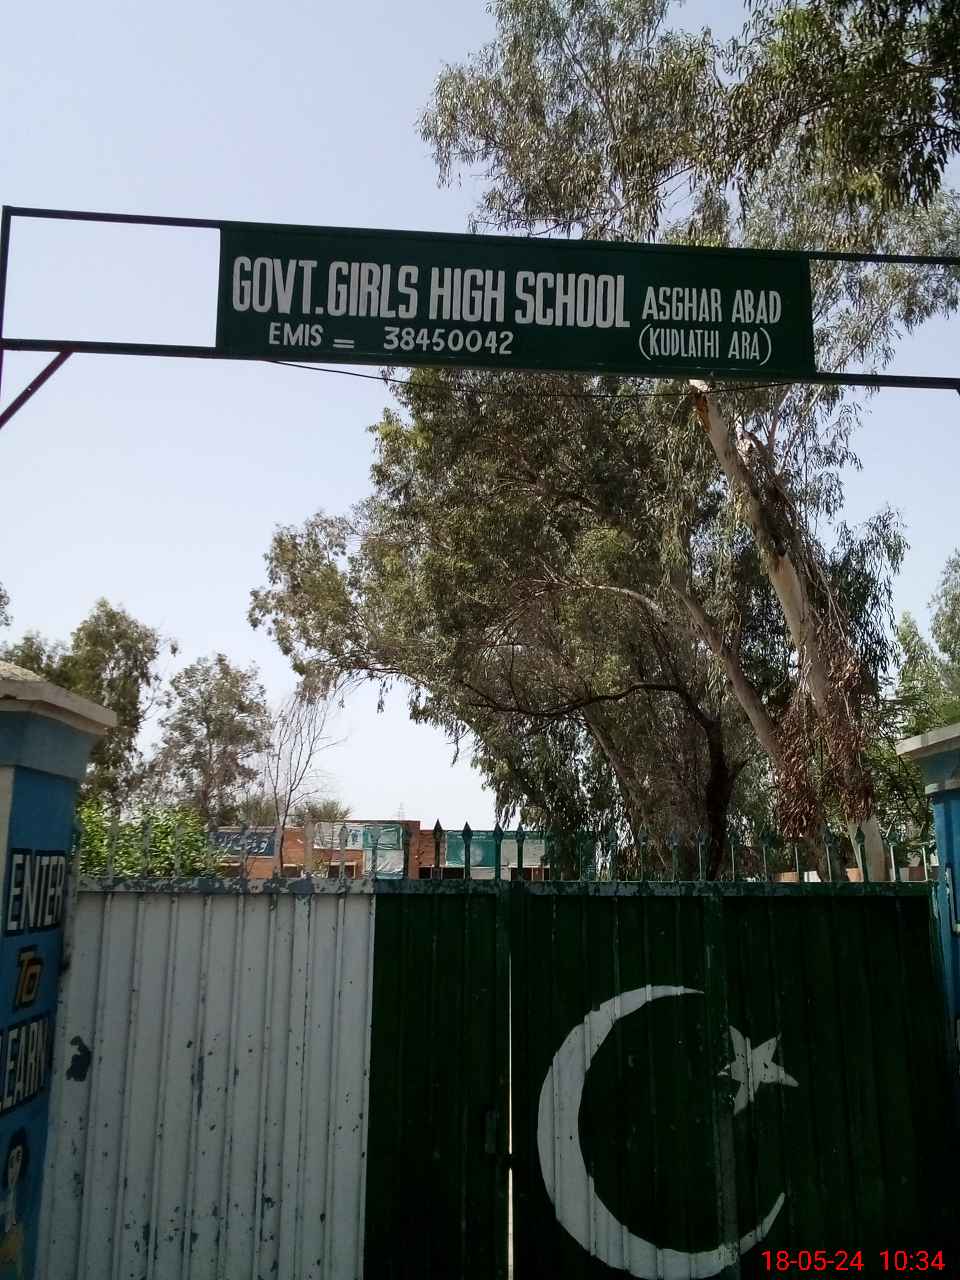 GOVT. GIRLS HIGH SCHOOL ASGHAR ABAD
EMIS = 38450042 (KUDLATHI ARA)
ENTER
TO
LEARN
18-05-24 10:34